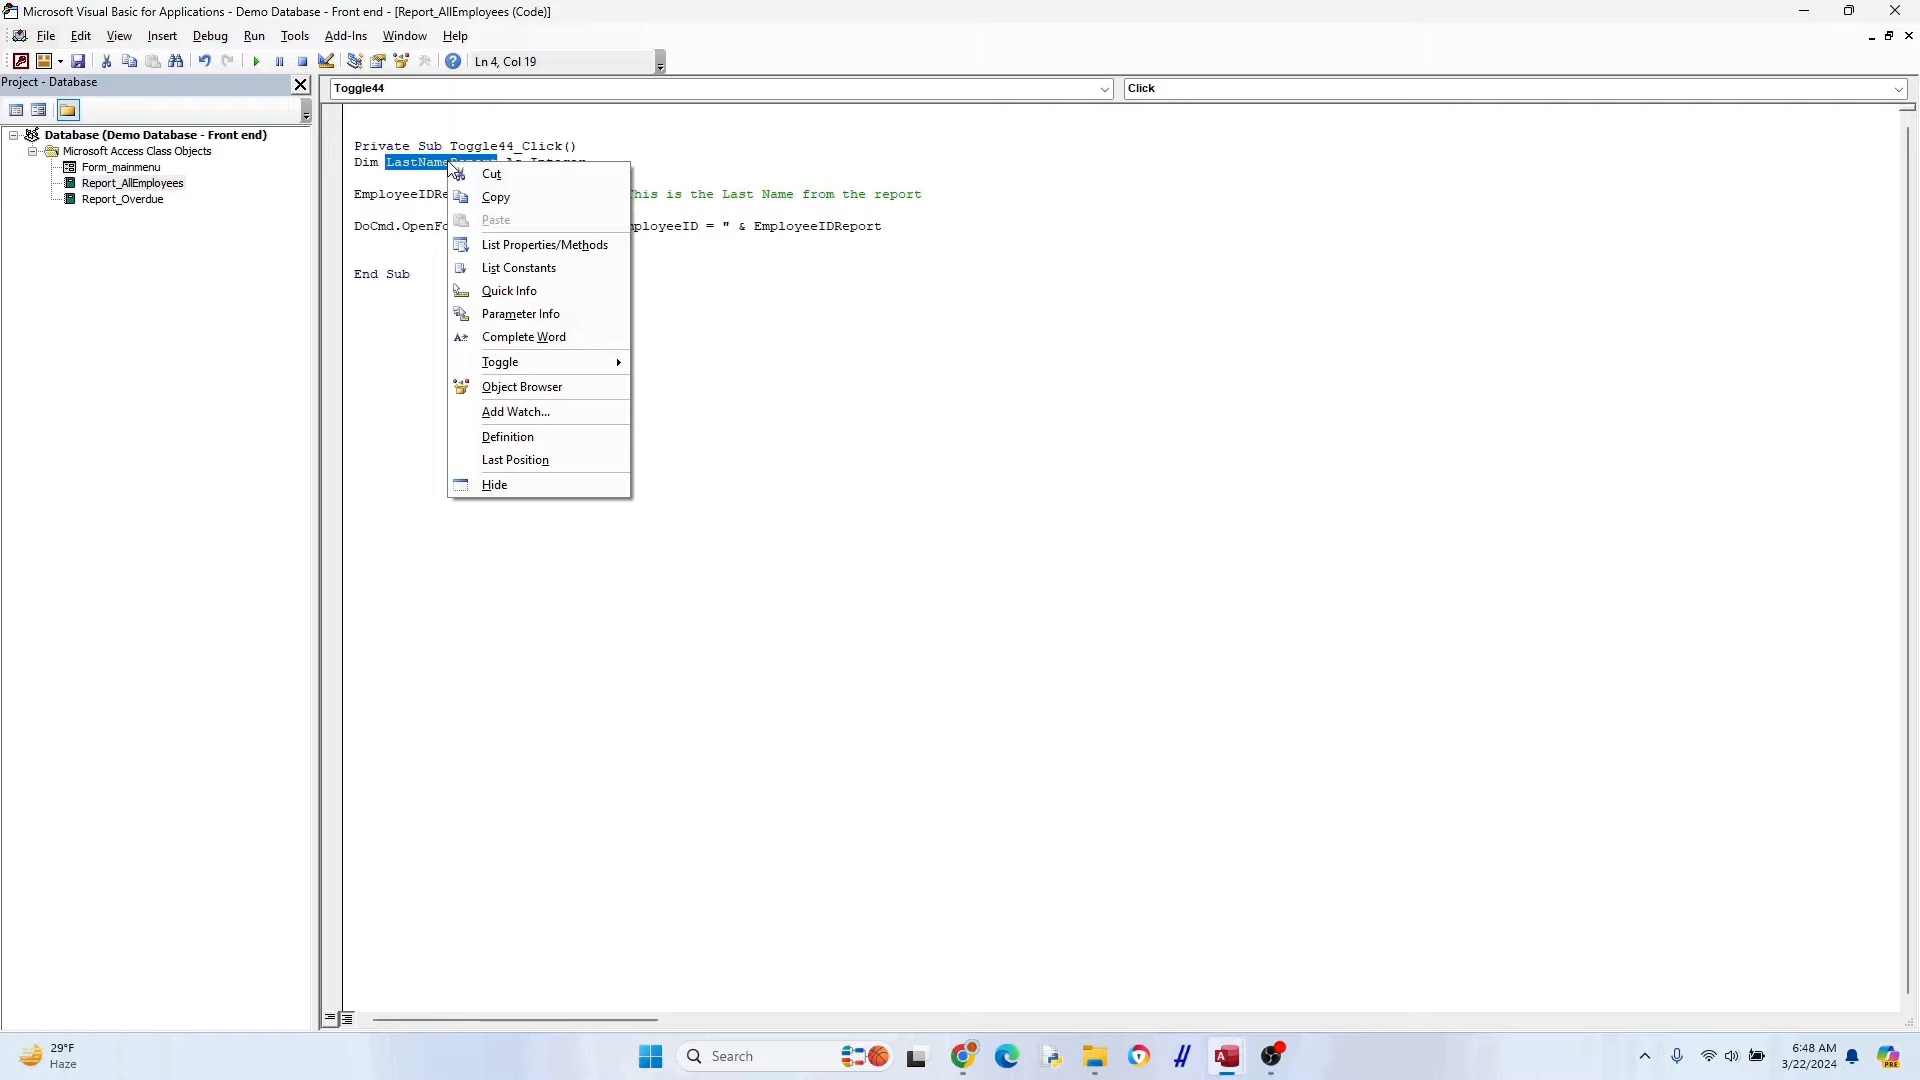 Microsoft Visual Basic for Applications - Demo Database - Front end - [Report_AllEmployees (Code)]
File Edit View Insert Debug Run Tools Add-Ins Window Help
Ln 4, Col 19
Project - Database
Toggle44
Click
Database (Demo Database - Front end)
Microsoft Access Class Objects
Form_mainmenu
Report_AllEmployees
Report_Overdue
Private Sub Toggle44_Click()
Dim LastName
EmployeeIDRe This is the Last Name from the report
DoCmd.OpenFo mployeeID = " & EmployeeIDReport
End Sub
Cut
Copy
Paste
List Properties/Methods
List Constants
Quick Info
Parameter Info
Complete Word
Toggle
Object Browser
Add Watch...
Definition
Last Position
Hide
29°F
Haze
Search
6:48 AM
3/22/2024
PRE